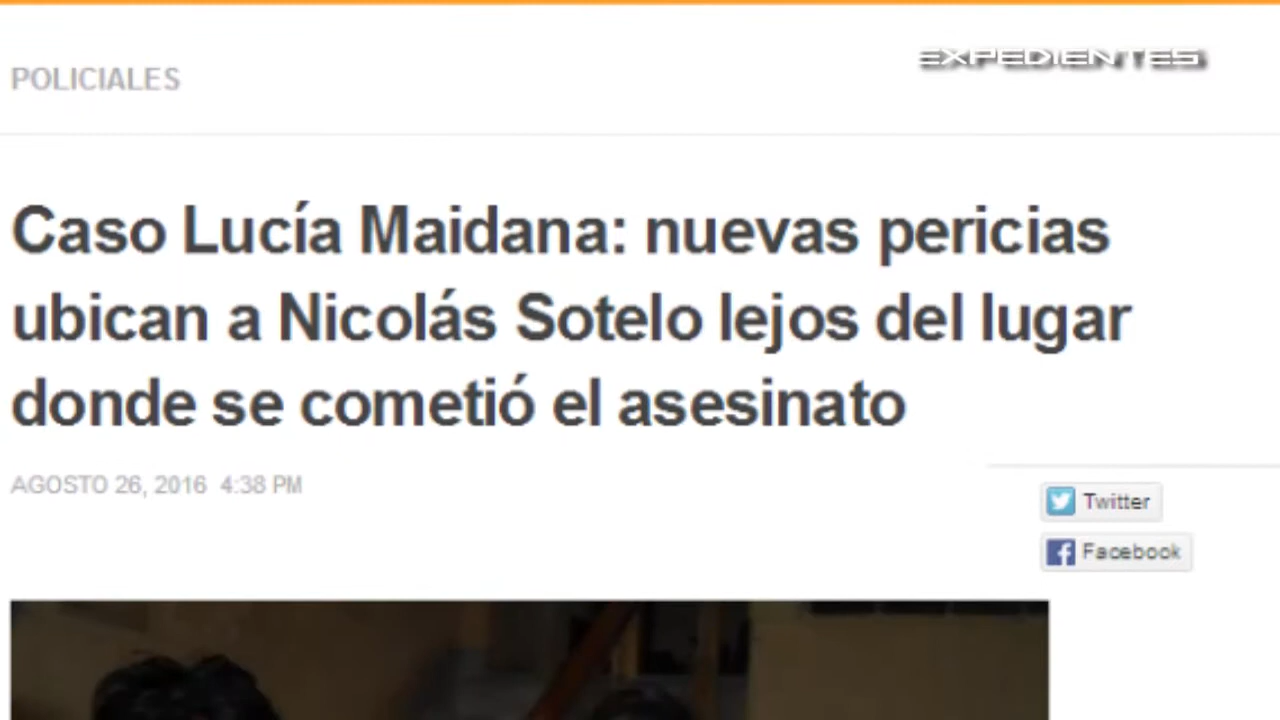 EXPEDIENTES
POLICIALES
Caso Lucía Maidana: nuevas pericias
ubican a Nicolás Sotelo lejos del lugar
donde se cometió el asesinato
AGOSTO 26, 2016 4:38 PM
Twitter
Facebook